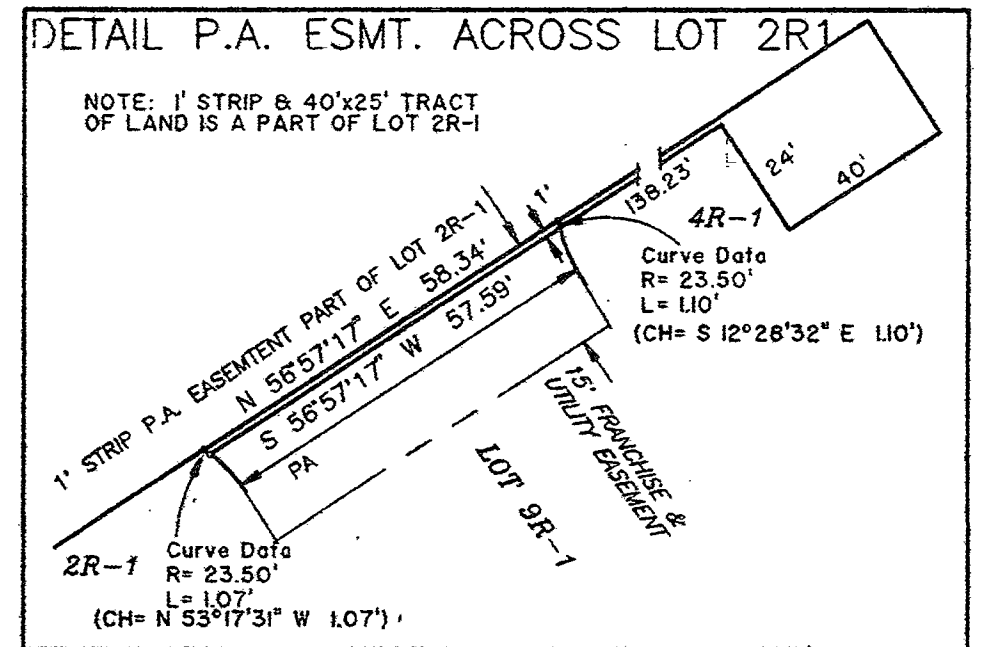 DETAIL P.A. ESMT. ACROSS LOT 2R1
NOTE: 1' STRIP & 40'x25' TRACT
OF LAND IS A PART OF LOT 2R-1
1' STRIP P.A. EASEMTENT PART OF LOT 2R-1
1'
138.23'
24'
40'
4R-1
N 56°57'17" E 58.34'
S 56°57'17" W 57.59'
Curve Data
R= 23.50'
L= 1.10'
(CH= S 12°28'32" E 1.10')
PA
15' FRANCHISE &
UTILITY EASEMENT
LOT 9R-1
2R-1
Curve Data
R= 23.50'
L= 1.07'
(CH= N 53°17'31" W 1.07')